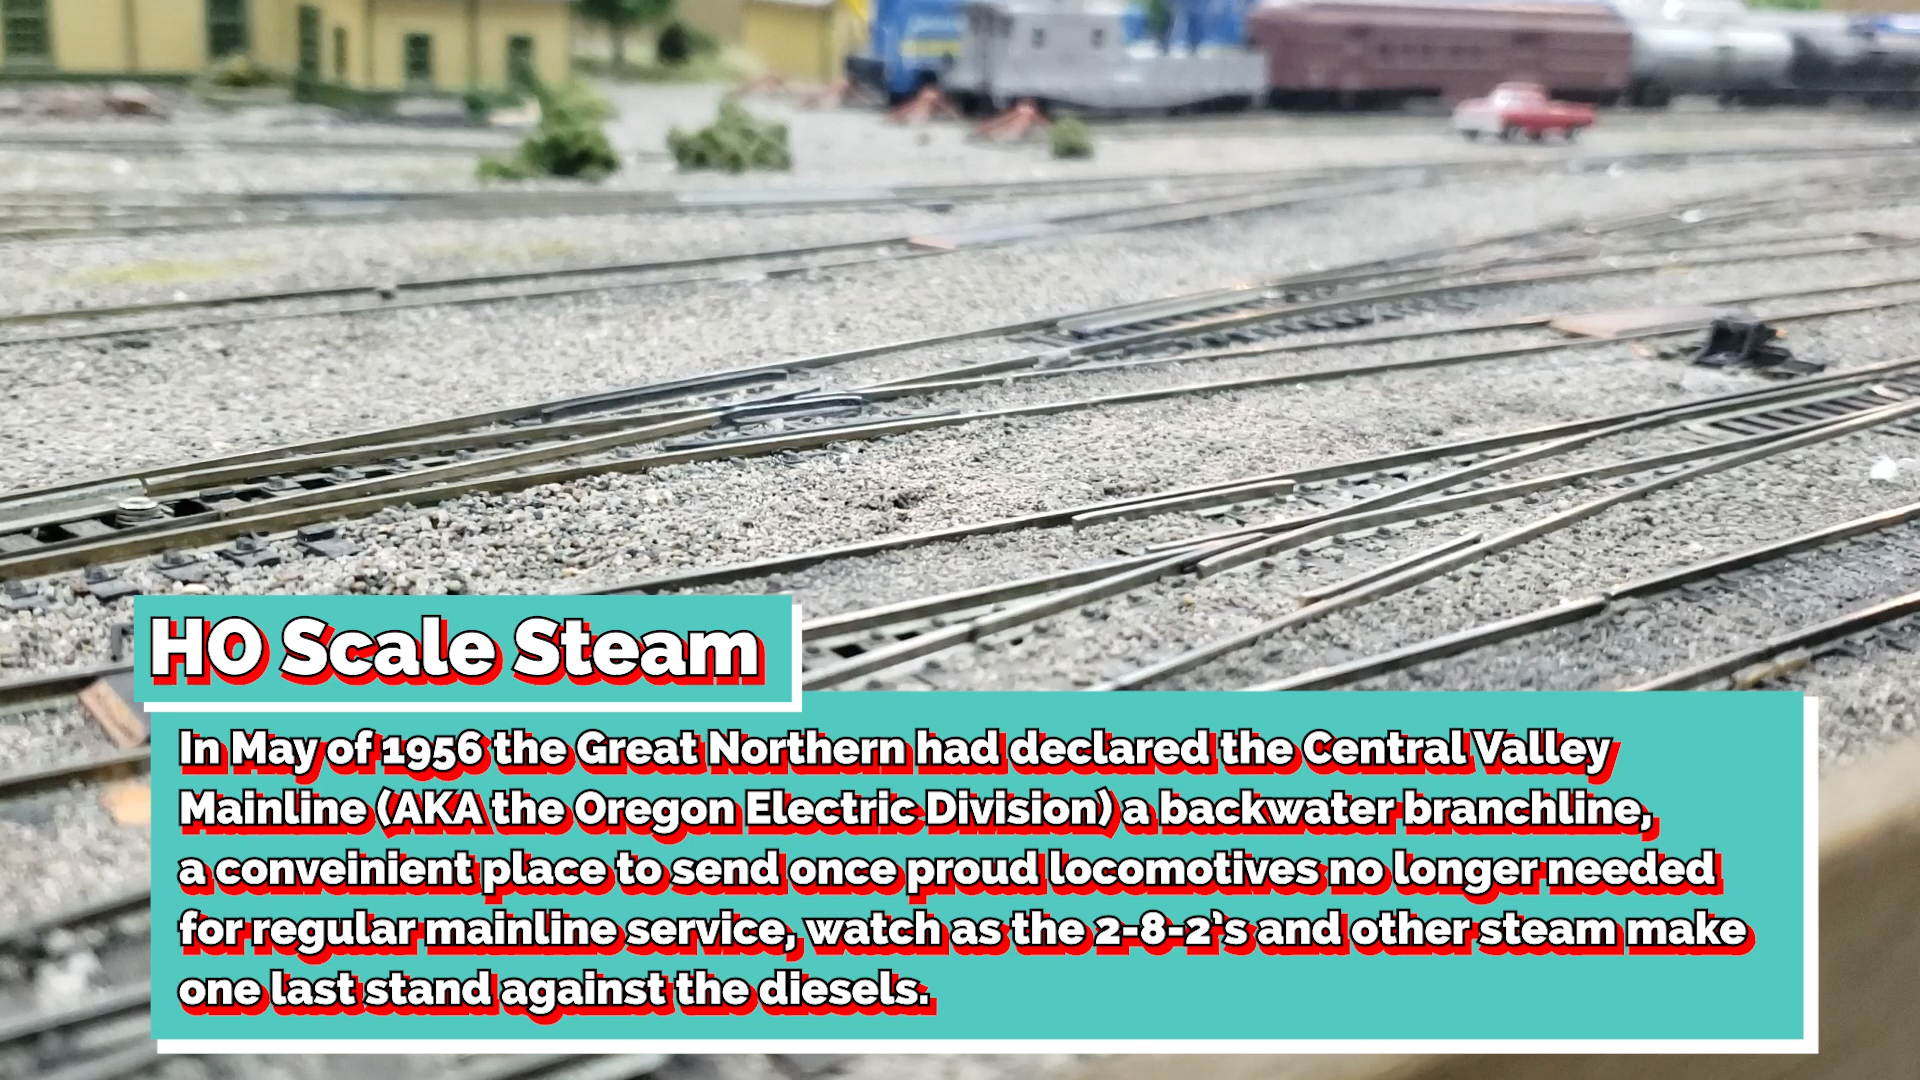 HO Scale Steam
In May of 1956 the Great Northern had declared the Central Valley
Mainline (AKA the Oregon Electric Division) a backwater branchline,
a conveinient place to send once proud locomotives no longer needed
for regular mainline service, watch as the 2-8-2's and other steam make
one last stand against the diesels.